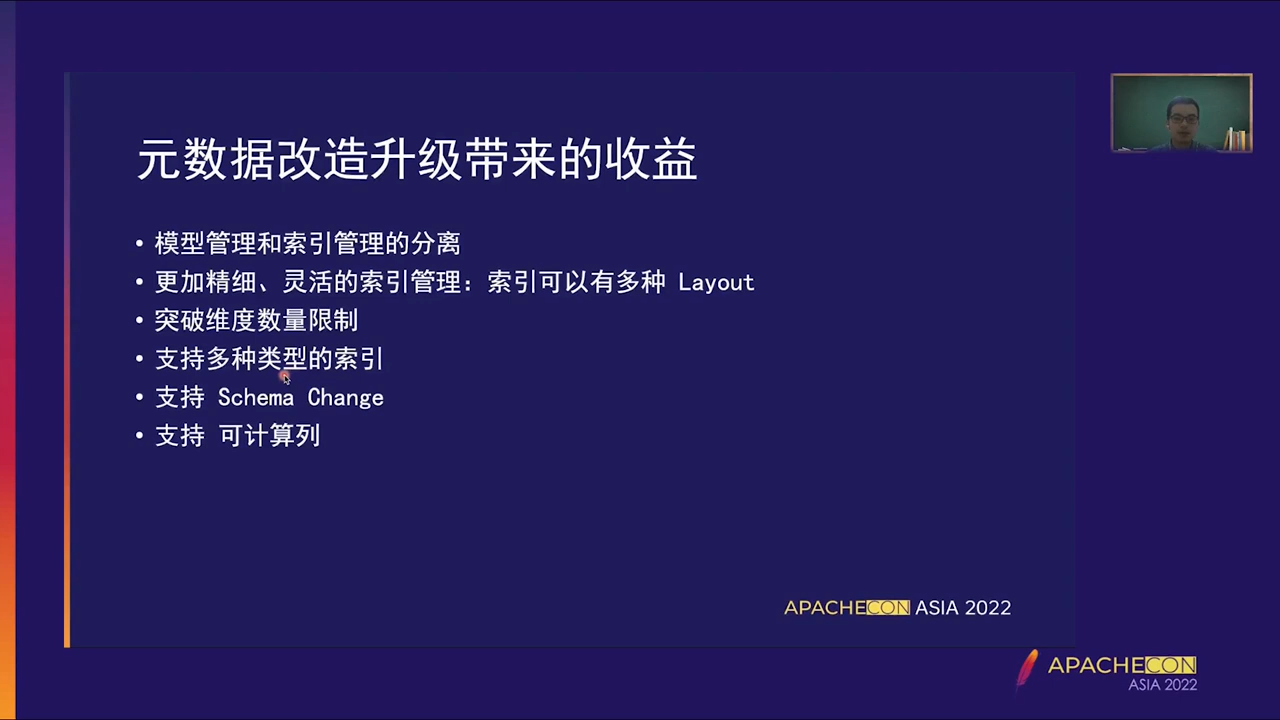 元数据改造升级带来的收益
• 模型管理和索引管理的分离
• 更加精细、灵活的索引管理：索引可以有多种 Layout
• 突破维度数量限制
• 支持多种类型的索引
• 支持 Schema Change
• 支持 可计算列
APACHECON ASIA 2022
APACHECON
ASIA 2022